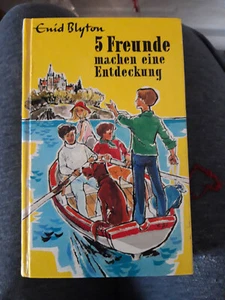 Enid Blyton
5 Freunde
machen eine
Entdeckung